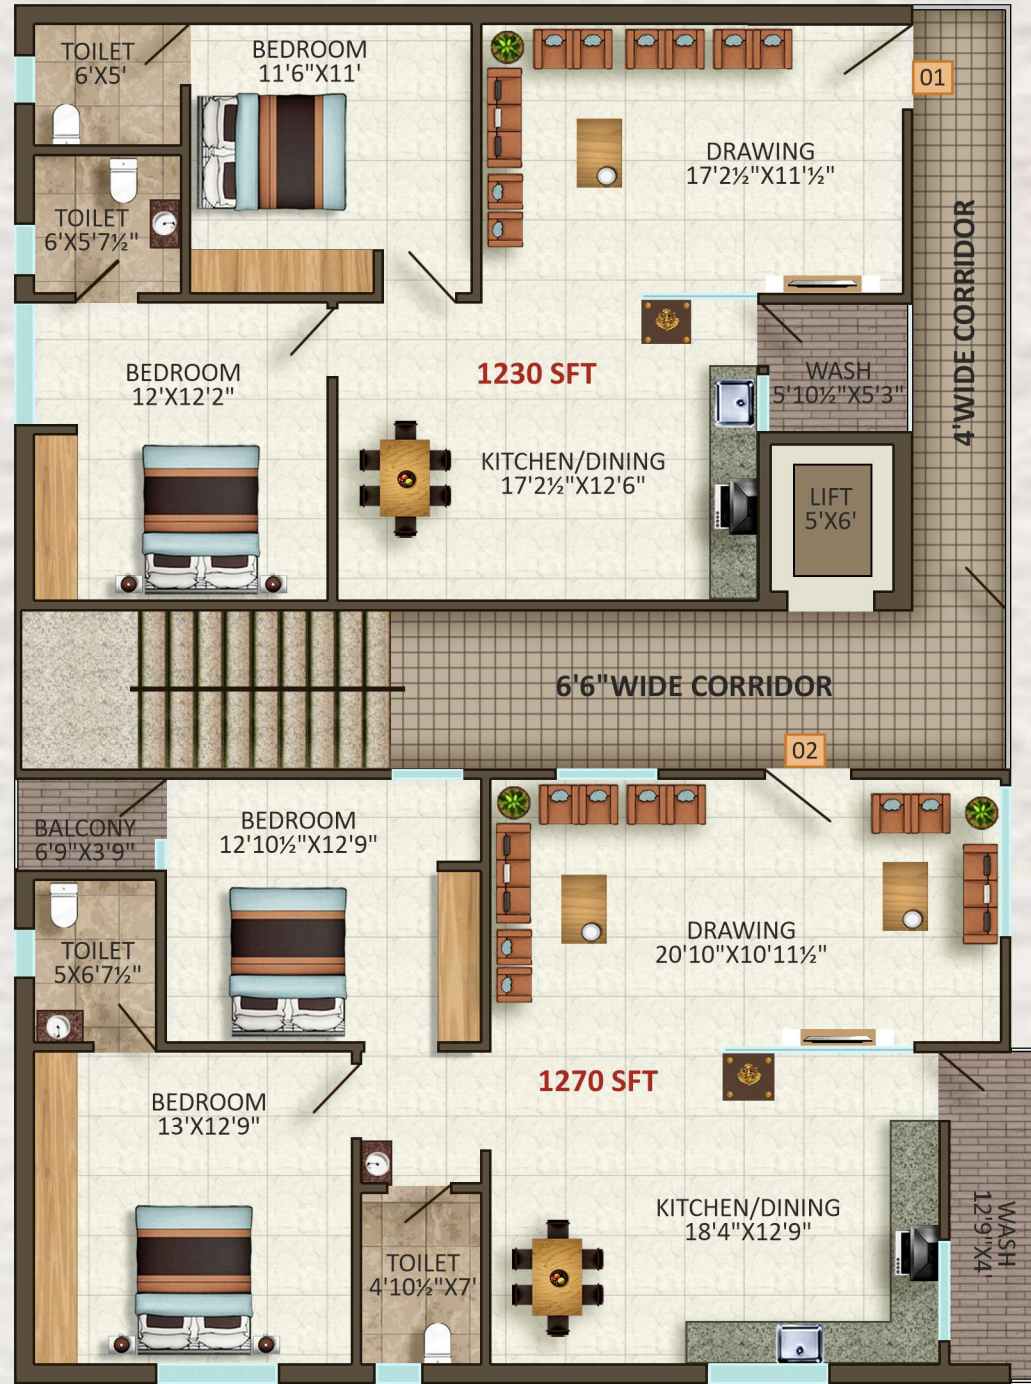 TOILET
6'X5'
BEDROOM
11'6"X11'
01
DRAWING
17'2½"X11'½"
TOILET
6'X5'7½"
4'WIDE CORRIDOR
BEDROOM
12'X12'2"
1230 SFT
WASH
5'10½"X5'3"
KITCHEN/DINING
17'2½"X12'6"
LIFT
5'X6'
6'6"WIDE CORRIDOR
02
BALCONY
6'9"X3'9"
BEDROOM
12'10½"X12'9"
TOILET
5X6'7½"
DRAWING
20'10"X10'11½"
1270 SFT
BEDROOM
13'X12'9"
KITCHEN/DINING
18'4"X12'9"
WASH
12'9"X4'
TOILET
4'10½"X7'